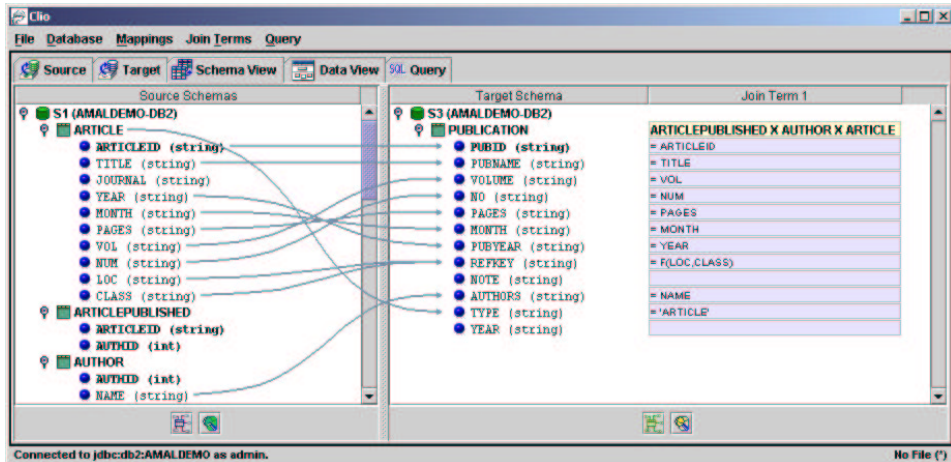 Clio
File Database Mappings Join Terms Query
Source Target Schema View Data View SQL Query
Source Schemas
S1 (AMALDEMO-DB2)
ARTICLE
ARTICLEID (string)
TITLE (string)
JOURNAL (string)
YEAR (string)
MONTH (string)
PAGES (string)
VOL (string)
NUM (string)
LOC (string)
CLASS (string)
ARTICLEPUBLISHED
ARTICLEID (string)
AUTHID (int)
AUTHOR
AUTHID (int)
NAME (string)
Target Schema Join Term 1
S3 (AMALDEMO-DB2)
PUBLICATION ARTICLEPUBLISHED X AUTHOR X ARTICLE
PUBID (string) = ARTICLEID
PUBNAME (string) = TITLE
VOLUME (string) = VOL
NO (string) = NUM
PAGES (string) = PAGES
MONTH (string) = MONTH
PUBYEAR (string) = YEAR
REFKEY (string) = F(LOC,CLASS)
NOTE (string)
AUTHORS (string) = NAME
TYPE (string) = 'ARTICLE'
YEAR (string)
Connected to jdbc:db2:AMALDEMO as admin. No File (*)